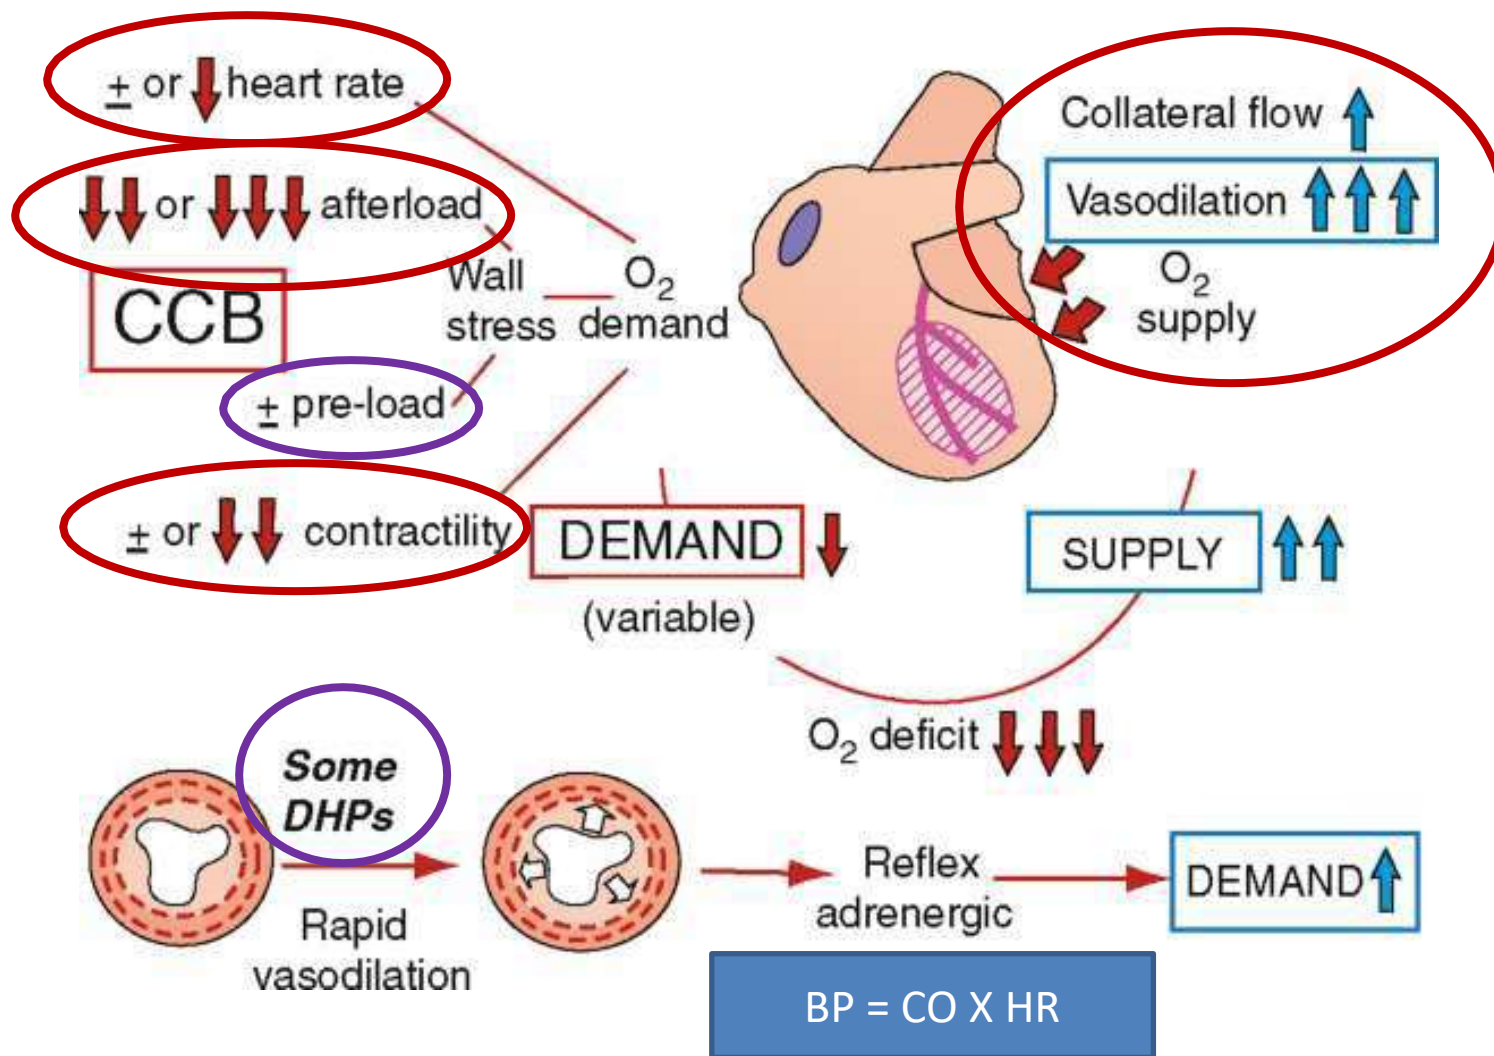 ± or heart rate
or afterload
CCB
Wall
stress
O₂
demand
± pre-load
± or contractility
Collateral flow
Vasodilation
O₂
supply
DEMAND
(variable)
SUPPLY
O₂ deficit
Some
DHPs
Rapid
vasodilation
Reflex
adrenergic
DEMAND
BP = CO X HR